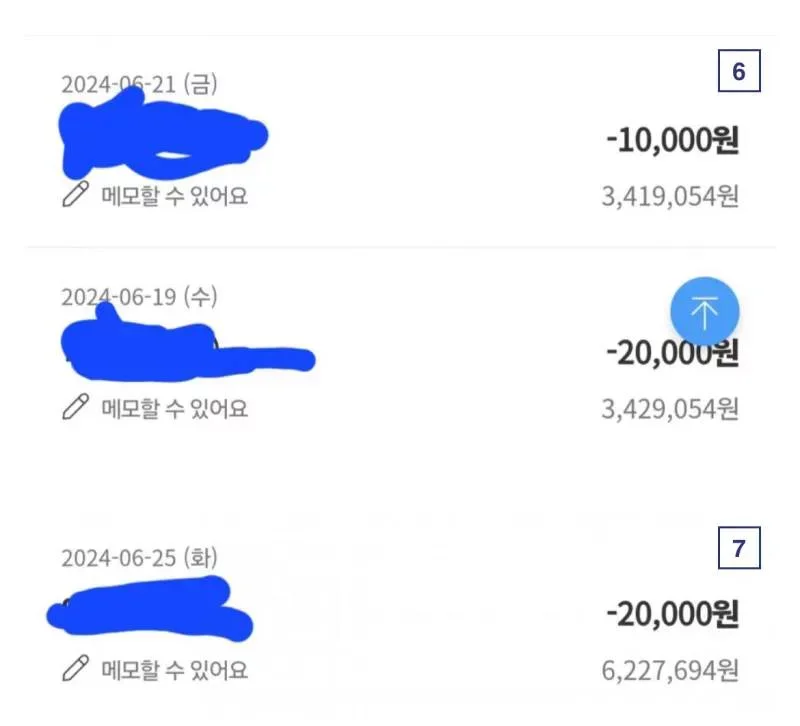 6
2024-06-21 (금)
-10,000원
메모할 수 있어요 3,419,054원
2024-06-19 (수)
-20,000원
메모할 수 있어요 3,429,054원
7
2024-06-25 (화)
-20,000원
메모할 수 있어요 6,227,694원